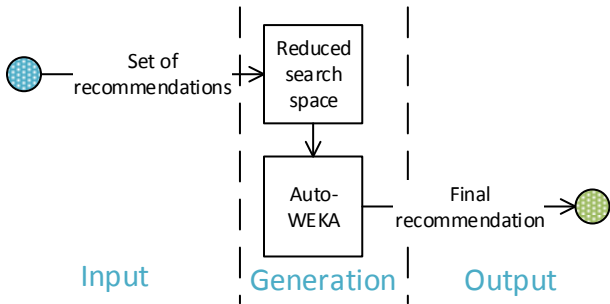 Set of
recommendations
Reduced
search
space
Auto-
WEKA
Final
recommendation
Input
Generation
Output